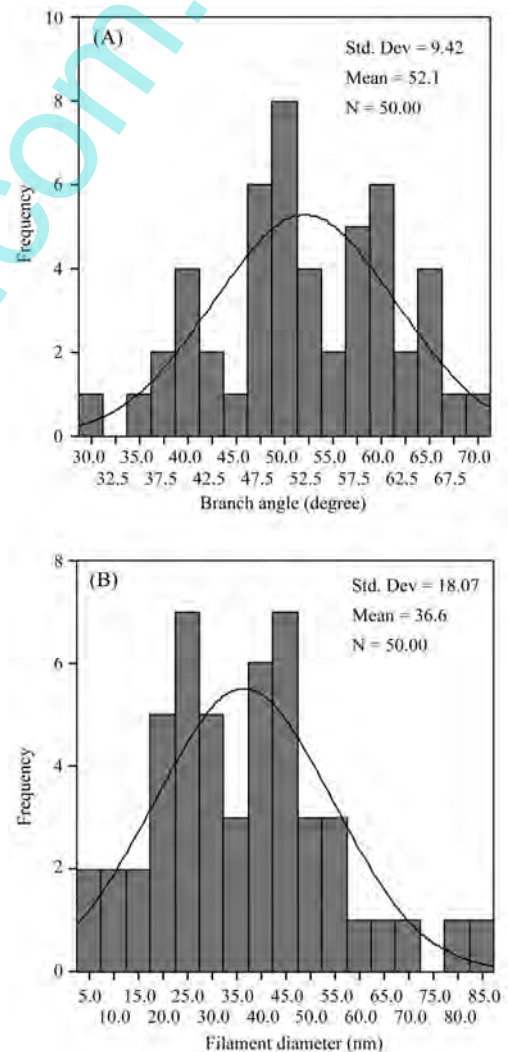 com.
10
(A)
Std. Dev = 9.42
8
Mean = 52.1
N = 50.00
6
Frequency
4
2
0
30.0 35.0 40.0 45.0 50.0 55.0 60.0 65.0 70.0
32.5 37.5 42.5 47.5 52.5 57.5 62.5 67.5
Branch angle (degree)
8
(B)
Std. Dev = 18.07
Mean = 36.6
N = 50.00
6
Frequency
4
2
0
5.0 15.0 25.0 35.0 45.0 55.0 65.0 75.0 85.0
10.0 20.0 30.0 40.0 50.0 60.0 70.0 80.0
Filament diameter (nm)